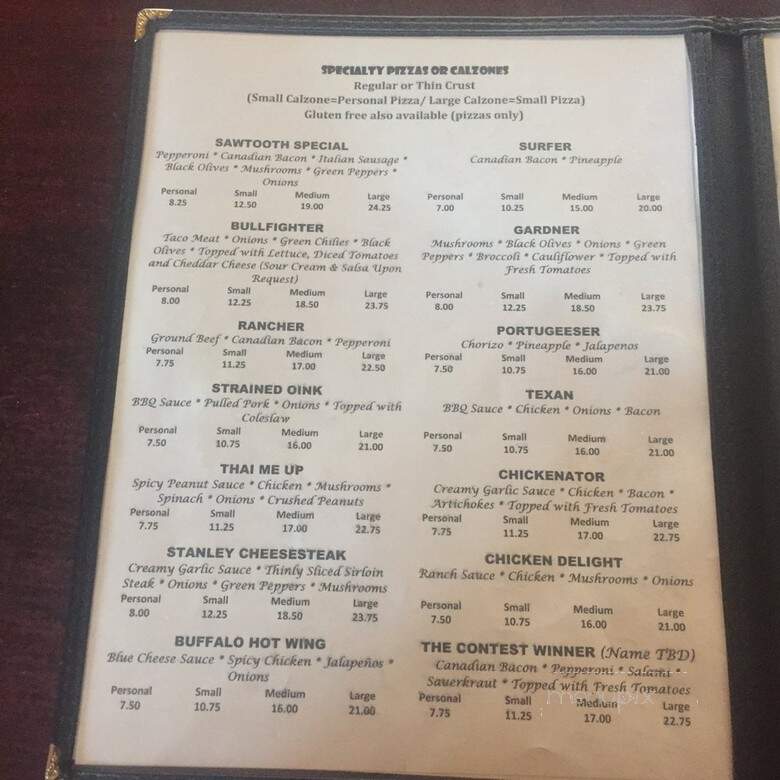 SPECIALTY PIZZAS OR CALZONES
Regular or Thin Crust
(Small Calzone=Personal Pizza/ Large Calzone=Small Pizza)
Gluten free also available (pizzas only)
SAWTOOTH SPECIAL
Pepperoni * Canadian Bacon * Italian Sausage *
Black Olives * Mushrooms * Green Peppers *
Onions
Personal Small Medium Large
8.25 12.50 19.00 24.25
BULLFIGHTER
Taco Meat * Onions * Green Chilies * Black
Olives * Topped with Lettuce, Diced Tomatoes
and Cheddar Cheese (Sour Cream & Salsa Upon
Request)
Personal Small Medium Large
8.00 12.25 18.50 23.75
RANCHER
Ground Beef * Canadian Bacon * Pepperoni
Personal Small Medium Large
7.75 11.25 17.00 22.50
STRAINED OINK
BBQ Sauce * Pulled Pork * Onions * Topped with
Coleslaw
Personal Small Medium Large
7.50 10.75 16.00 21.00
THAI ME UP
Spicy Peanut Sauce * Chicken * Mushrooms *
Spinach * Onions * Crushed Peanuts
Personal Small Medium Large
7.75 11.25 17.00 22.75
STANLEY CHEESESTEAK
Creamy Garlic Sauce * Thinly Sliced Sirloin
Steak * Onions * Green Peppers * Mushrooms
Personal Small Medium Large
8.00 12.25 18.50 23.75
BUFFALO HOT WING
Blue Cheese Sauce * Spicy Chicken * Jalapeños *
Onions
Personal Small Medium Large
7.50 10.75 16.00 21.00
SURFER
Canadian Bacon * Pineapple
Personal Small Medium Large
7.00 10.25 15.00 20.00
GARDNER
Mushrooms * Black Olives * Onions * Green
Peppers * Broccoli * Cauliflower * Topped with
Fresh Tomatoes
Personal Small Medium Large
8.00 12.25 18.50 23.75
PORTUGEESER
Chorizo * Pineapple * Jalapenos
Personal Small Medium Large
7.50 10.75 16.00 21.00
TEXAN
BBQ Sauce * Chicken * Onions * Bacon
Personal Small Medium Large
7.50 10.75 16.00 21.00
CHICKENATOR
Creamy Garlic Sauce * Chicken * Bacon *
Artichokes * Topped with Fresh Tomatoes
Personal Small Medium Large
7.75 11.25 17.00 22.75
CHICKEN DELIGHT
Ranch Sauce * Chicken * Mushrooms * Onions
Personal Small Medium Large
7.50 10.75 16.00 21.00
THE CONTEST WINNER (Name TBD)
Canadian Bacon * Pepperoni * Salami *
Sauerkraut * Topped with Fresh Tomatoes
Personal Small Medium Large
7.75 11.25 17.00 22.75